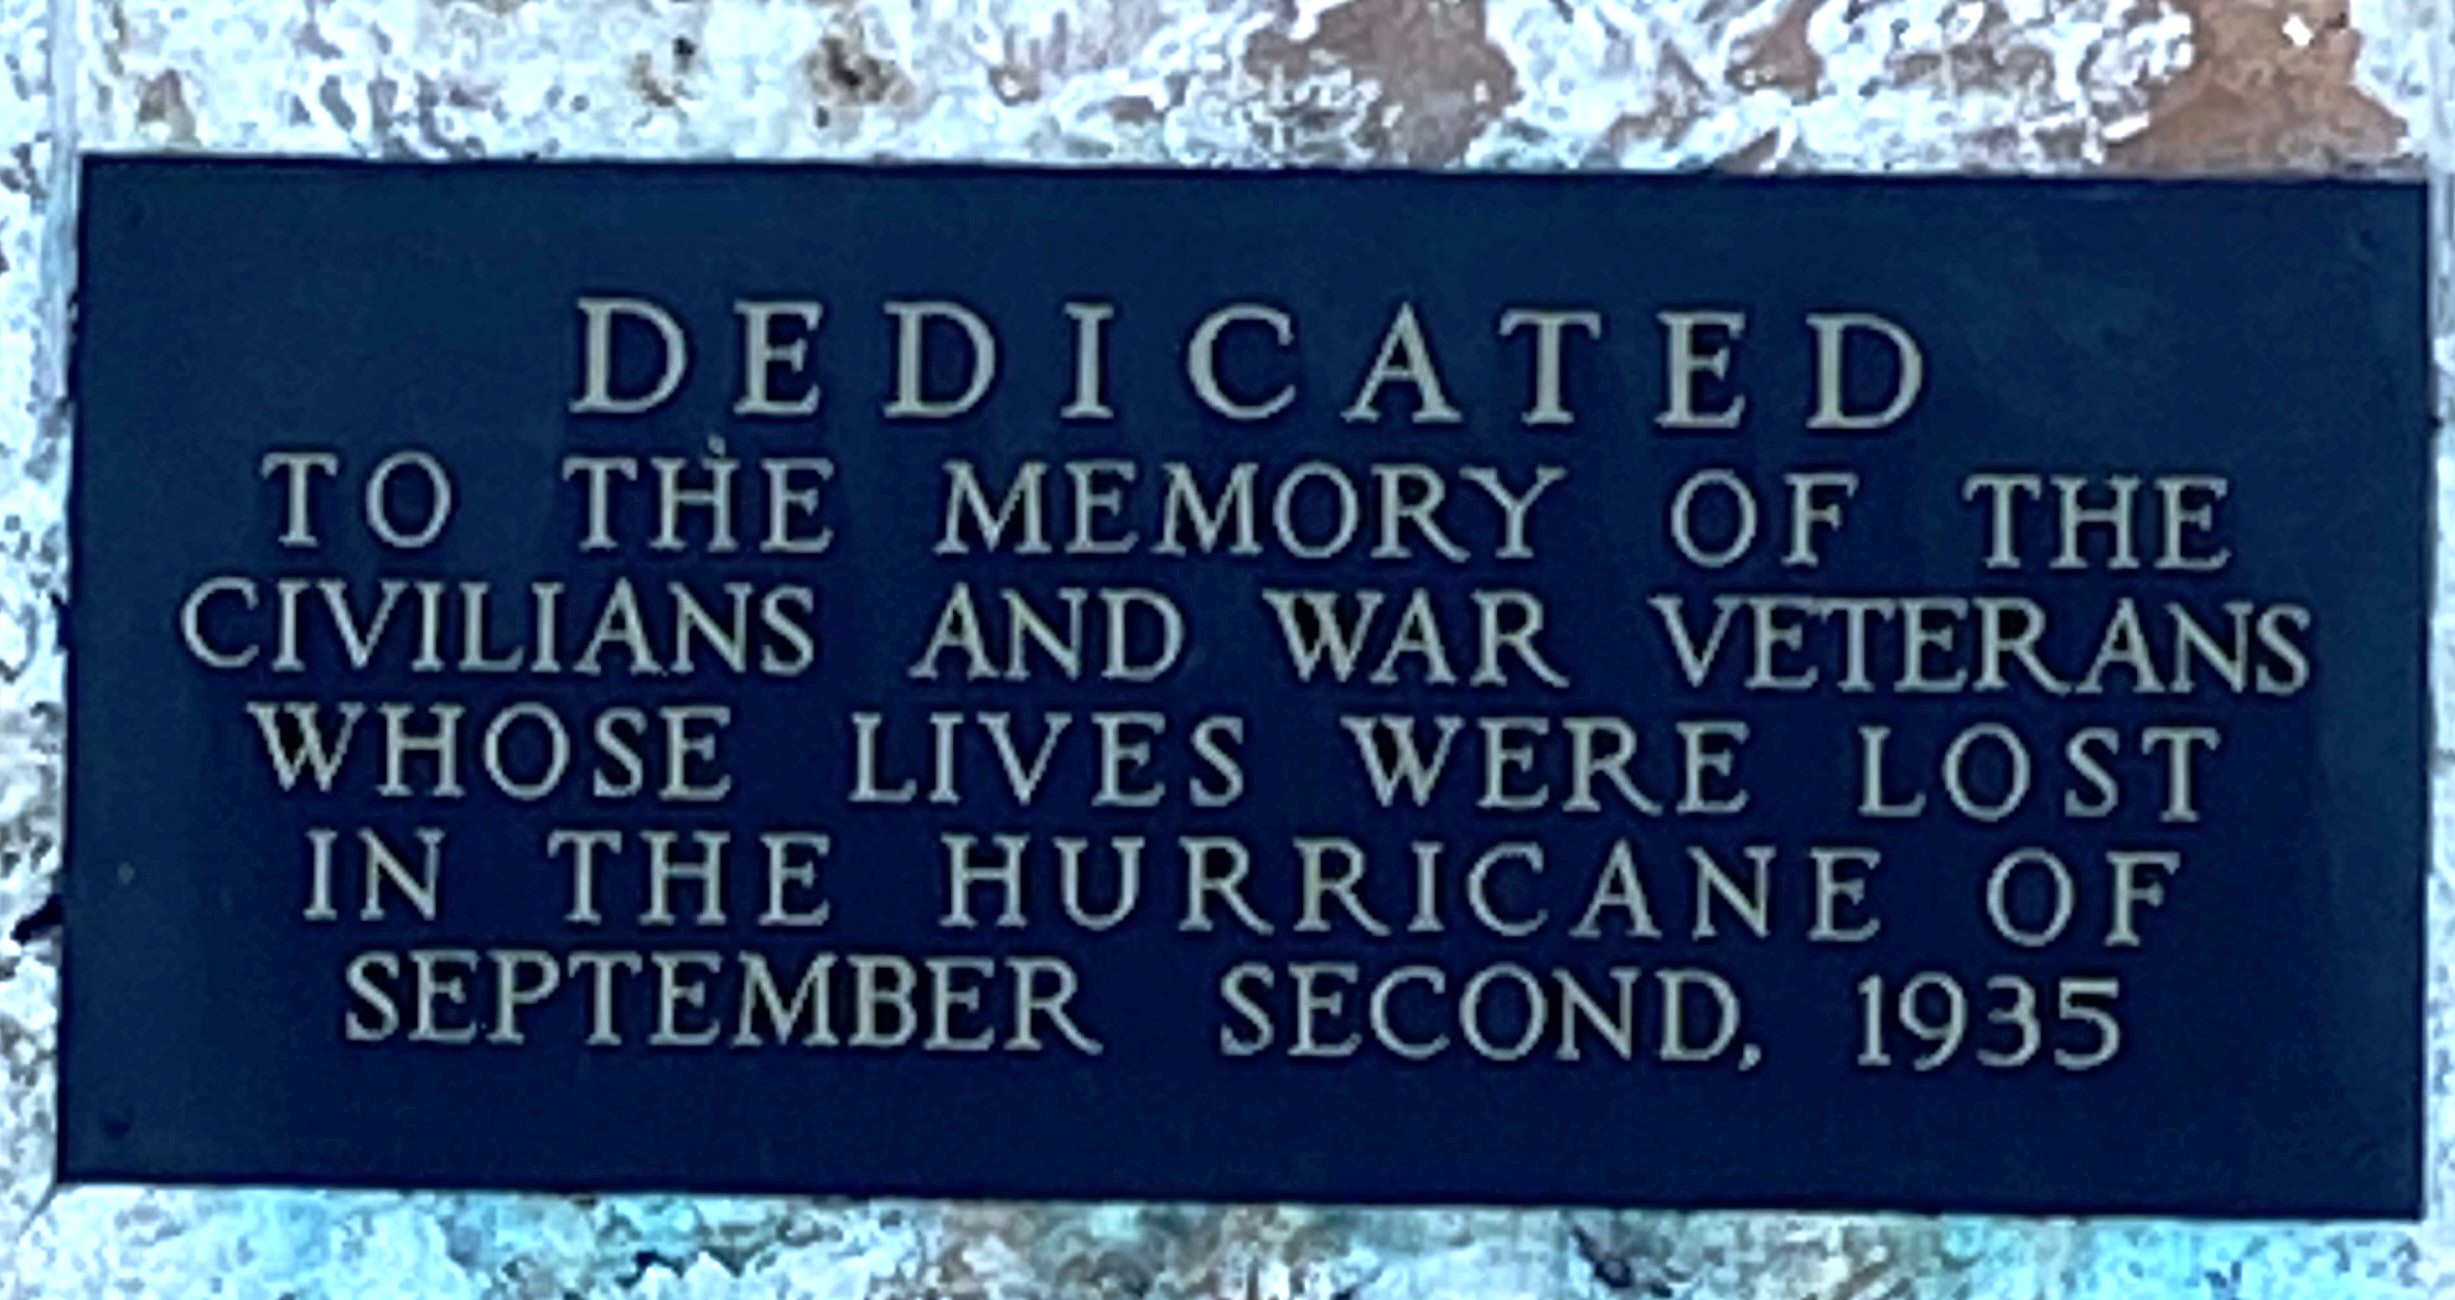 DEDICATED
TO THE MEMORY OF THE
CIVILIANS AND WAR VETERANS
WHOSE LIVES WERE LOST
IN THE HURRICANE OF
SEPTEMBER SECOND, 1935